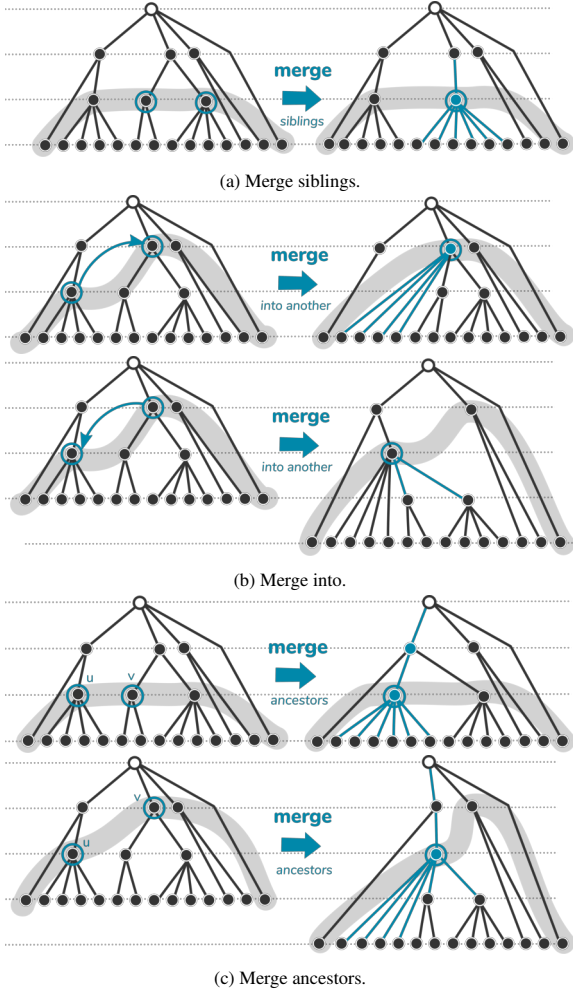 merge
siblings
(a) Merge siblings.
merge
into another
merge
into another
(b) Merge into.
u
v
merge
ancestors
v
u
merge
ancestors
(c) Merge ancestors.